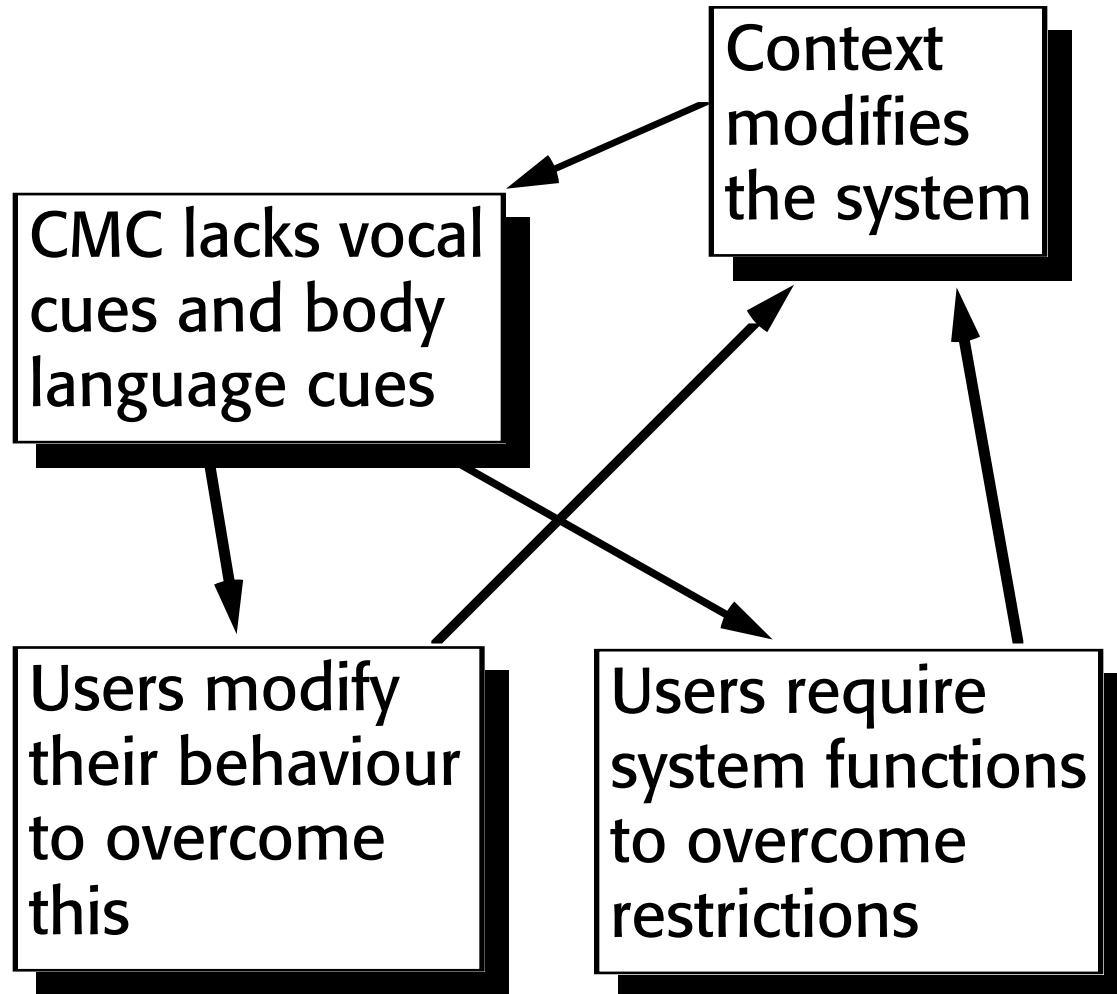 Context
modifies
the system
CMC lacks vocal
cues and body
language cues
Users modify
their behaviour
to overcome
this
Users require
system functions
to overcome
restrictions